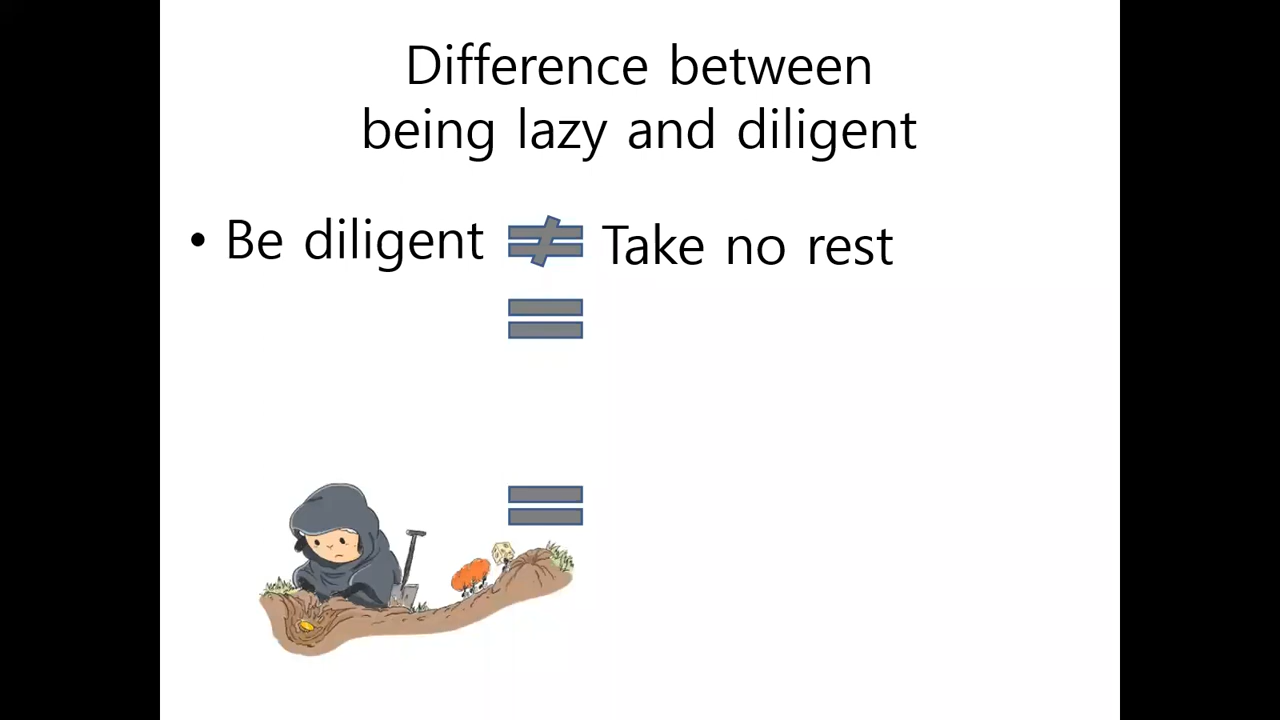 Difference between
being lazy and diligent
• Be diligent ≠ Take no rest
=
=